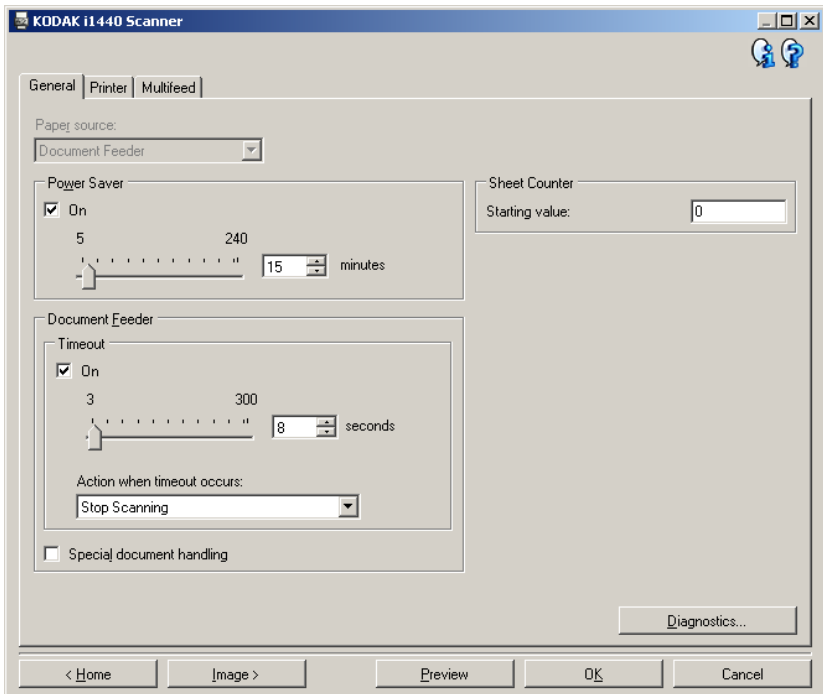 KODAK i1440 Scanner
General Printer Multifeed
Paper source:
Document Feeder
Power Saver
On
5 240
15 minutes
Sheet Counter
Starting value: 0
Document Feeder
Timeout
On
3 300
8 seconds
Action when timeout occurs:
Stop Scanning
Special document handling
Diagnostics...
< Home Image > Preview OK Cancel